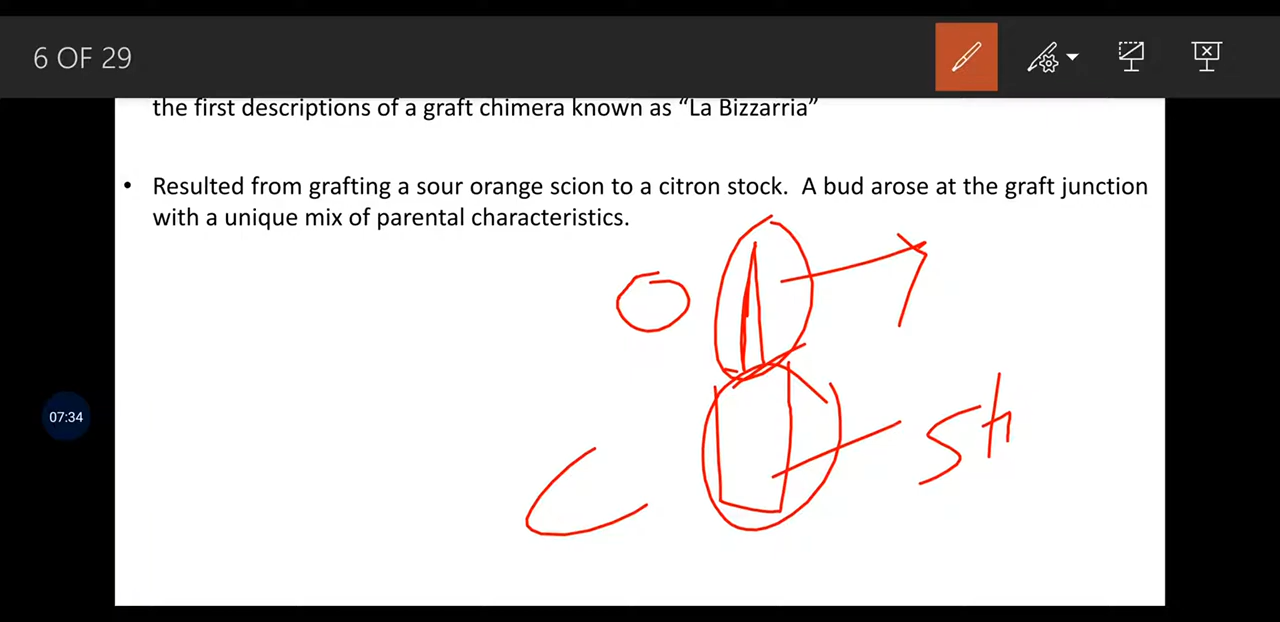 6 OF 29
the first descriptions of a graft chimera known as “La Bizzarria”
• Resulted from grafting a sour orange scion to a citron stock. A bud arose at the graft junction
with a unique mix of parental characteristics.
O
07:34
C